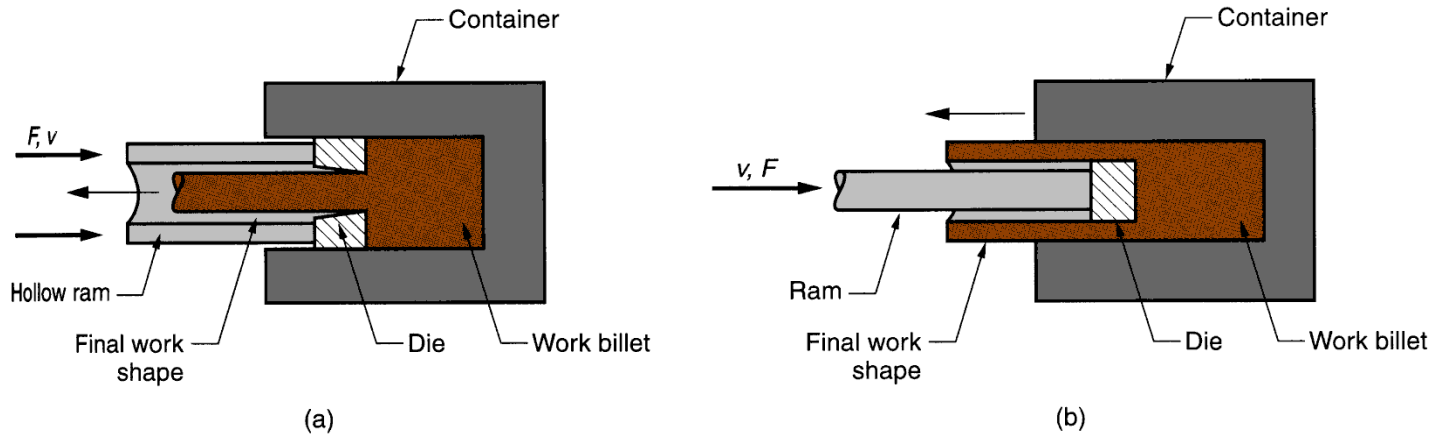 Container
F, v
Hollow ram
Final work
shape
Die
Work billet
(a)
Container
v, F
Ram
Final work
shape
Die
Work billet
(b)